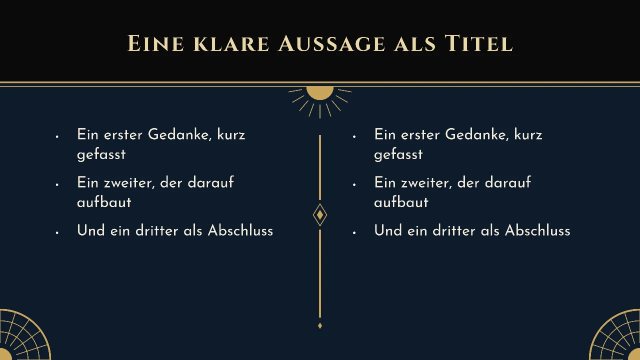 Eine klare Aussage als Titel
• Ein erster Gedanke, kurz
gefasst
• Ein zweiter, der darauf
aufbaut
• Und ein dritter als Abschluss
• Ein erster Gedanke, kurz
gefasst
• Ein zweiter, der darauf
aufbaut
• Und ein dritter als Abschluss